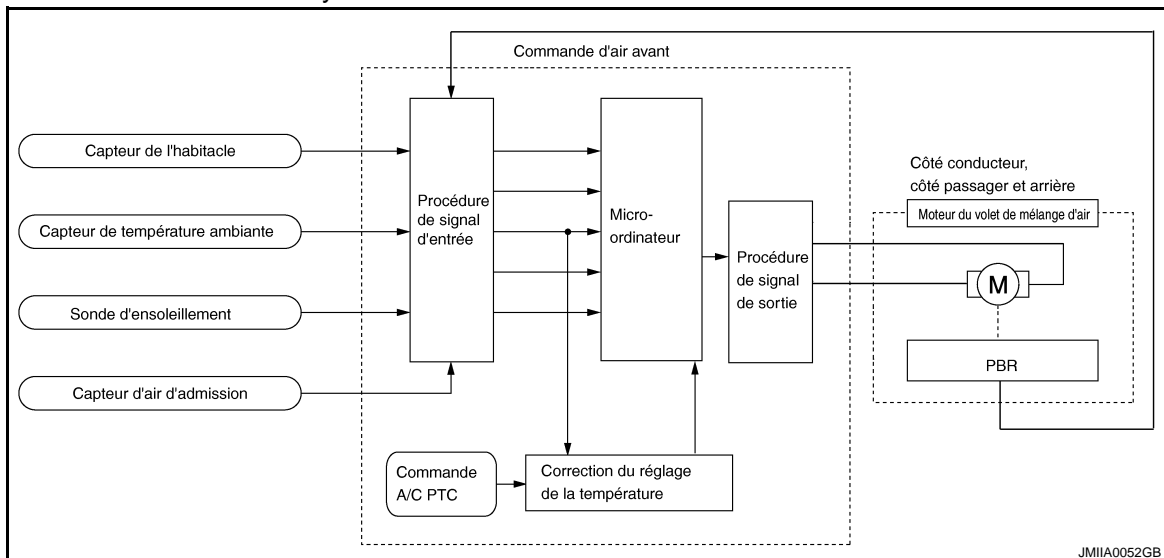 Commande d'air avant
Capteur de l'habitacle
Capteur de température ambiante
Sonde d'ensoleillement
Capteur d'air d'admission
Procédure
de signal
d'entrée
Micro-
ordinateur
Procédure
de signal
de sortie
Commande
A/C PTC
Correction du réglage
de la température
Côté conducteur,
côté passager et arrière
Moteur du volet de mélange d'air
M
PBR
JMIIA0052GB